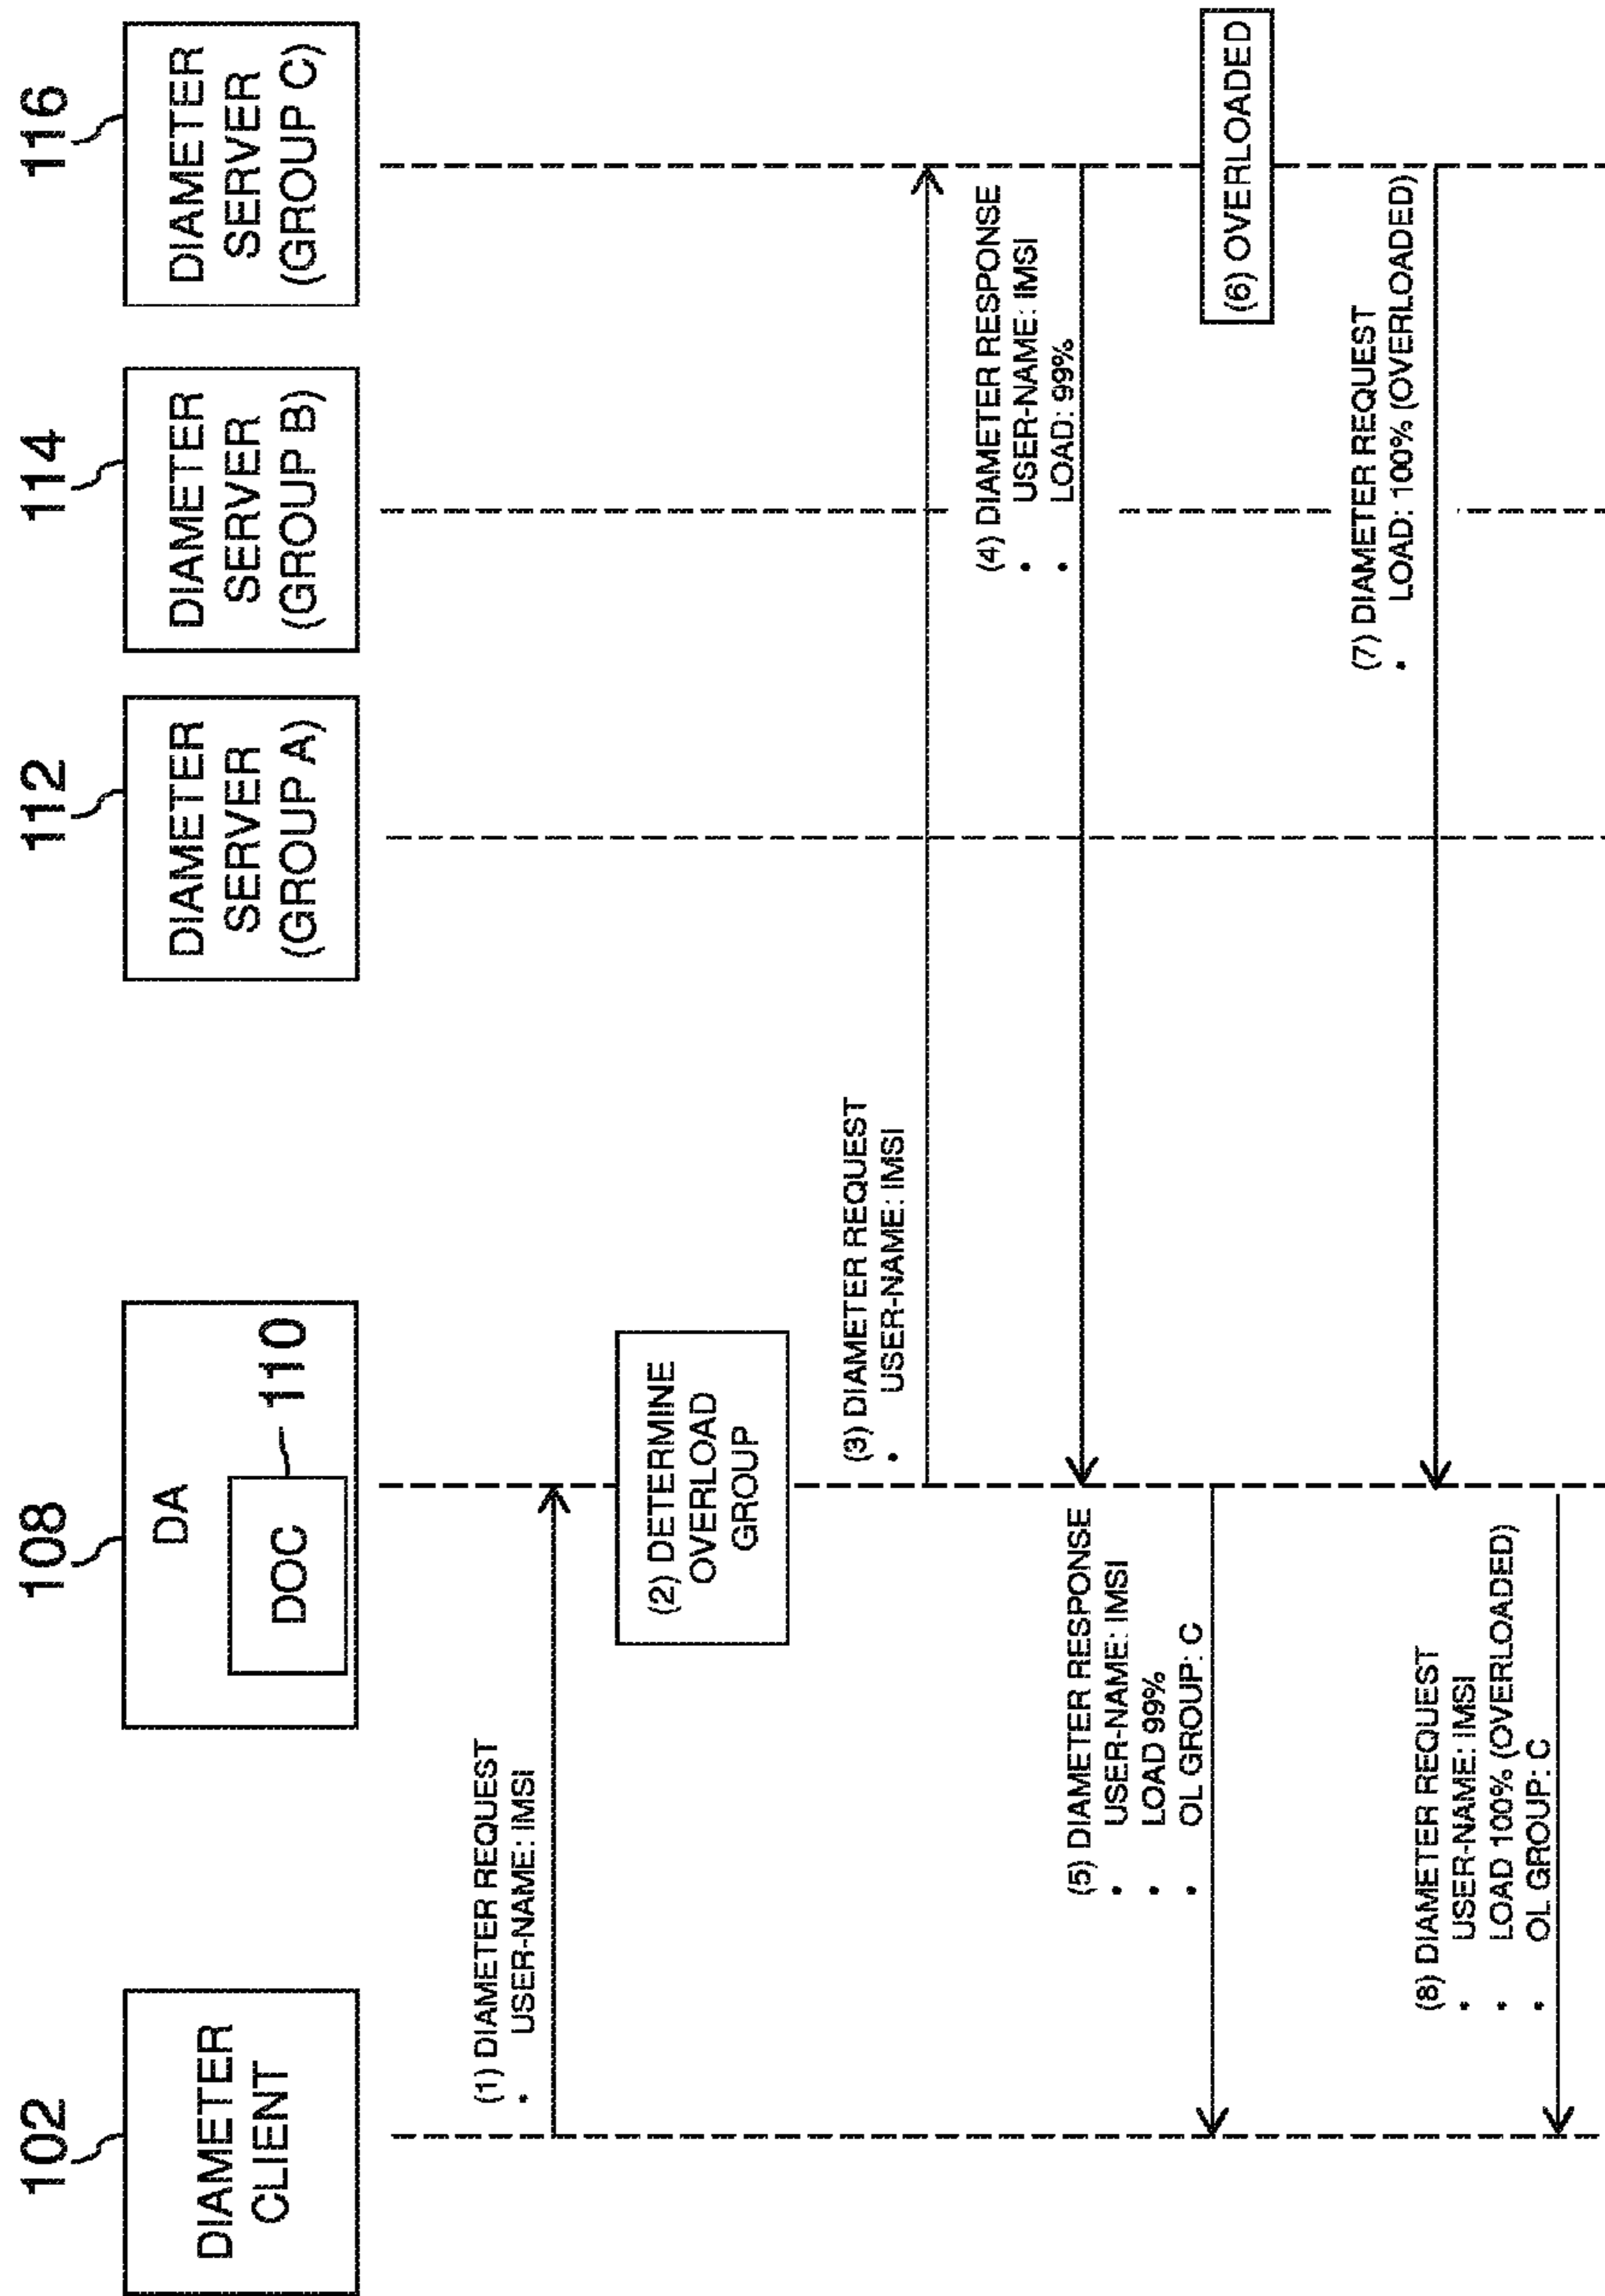 102
108
112
114
116
DIAMETER
CLIENT
DA
DOC
110
DIAMETER
SERVER
(GROUP A)
DIAMETER
SERVER
(GROUP B)
DIAMETER
SERVER
(GROUP C)
(1) DIAMETER REQUEST
• USER-NAME: IMSI
(2) DETERMINE
OVERLOAD
GROUP
(3) DIAMETER REQUEST
• USER-NAME: IMSI
(4) DIAMETER RESPONSE
• USER-NAME: IMSI
• LOAD: 99%
(5) DIAMETER RESPONSE
• USER-NAME: IMSI
• LOAD 99%
• OL GROUP: C
(6) OVERLOADED
(7) DIAMETER REQUEST
• LOAD: 100% (OVERLOADED)
(8) DIAMETER REQUEST
• USER-NAME: IMSI
• LOAD 100% (OVERLOADED)
• OL GROUP: C